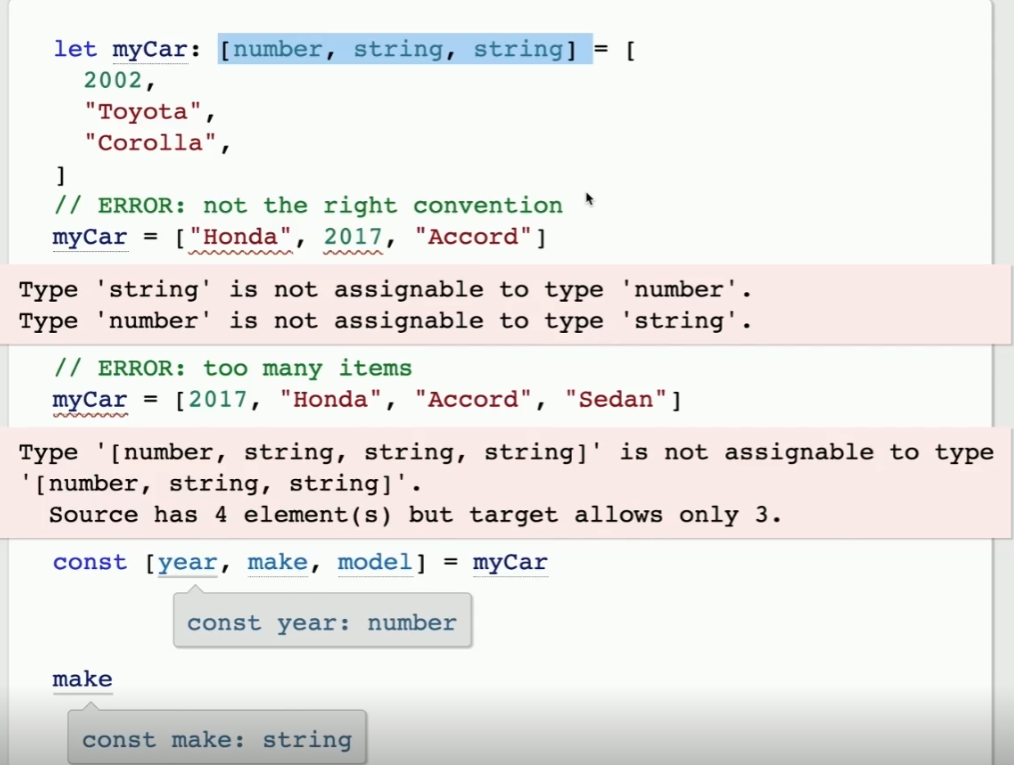 let myCar: [number, string, string] = [
2002,
"Toyota",
"Corolla",
]
// ERROR: not the right convention
myCar = ["Honda", 2017, "Accord"]
Type 'string' is not assignable to type 'number'.
Type 'number' is not assignable to type 'string'.
// ERROR: too many items
myCar = [2017, "Honda", "Accord", "Sedan"]
Type '[number, string, string, string]' is not assignable to type
'[number, string, string]'.
Source has 4 element(s) but target allows only 3.
const [year, make, model] = myCar
const year: number
make
const make: string